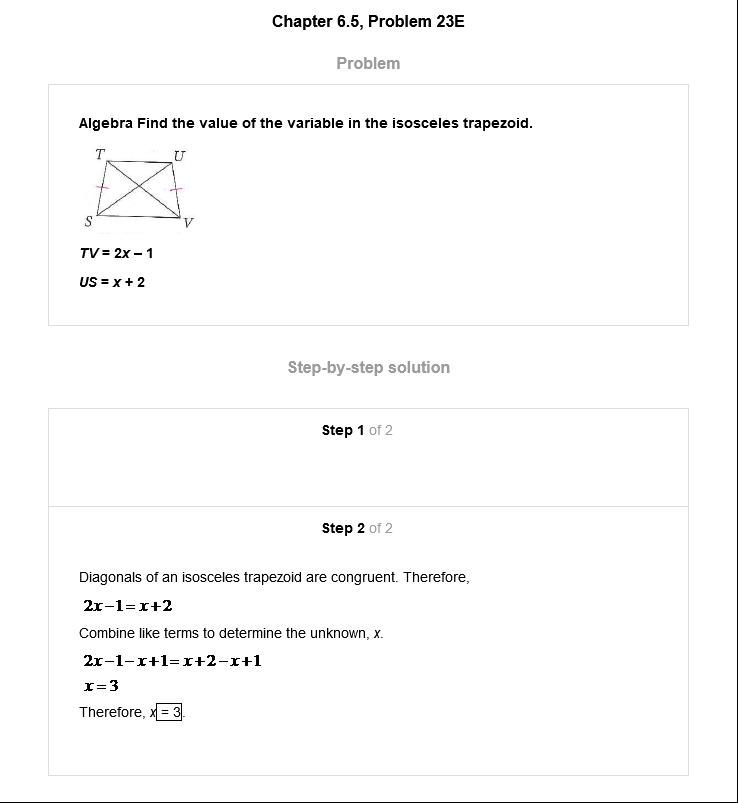 Chapter 6.5, Problem 23E
Problem
Algebra Find the value of the variable in the isosceles trapezoid.
T U
S V
TV = 2x – 1
US = x + 2
Step-by-step solution
Step 1 of 2
Step 2 of 2
Diagonals of an isosceles trapezoid are congruent. Therefore,
2x−1=x+2
Combine like terms to determine the unknown, x.
2x−1−x+1=x+2−x+1
x=3
Therefore, x = 3.